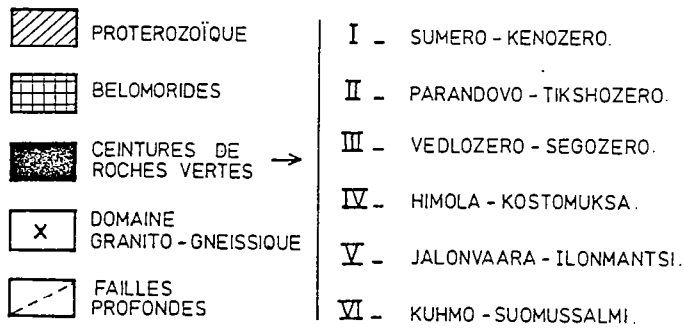 PROTEROZOÏQUE
BELOMORIDES
CEINTURES DE
ROCHES VERTES →
X
DOMAINE
GRANITO-GNEISSIQUE
FAILLES
PROFONDES
I - SUMERO-KENOZERO.
II - PARANDOVO-TIKSHOZERO.
III - VEDLOZERO-SEGOZERO.
IV - HIMOLA-KOSTOMUKSA.
V - JALONVAARA-ILONMANTSI.
VI - KUHMO-SUOMUSSALMI.